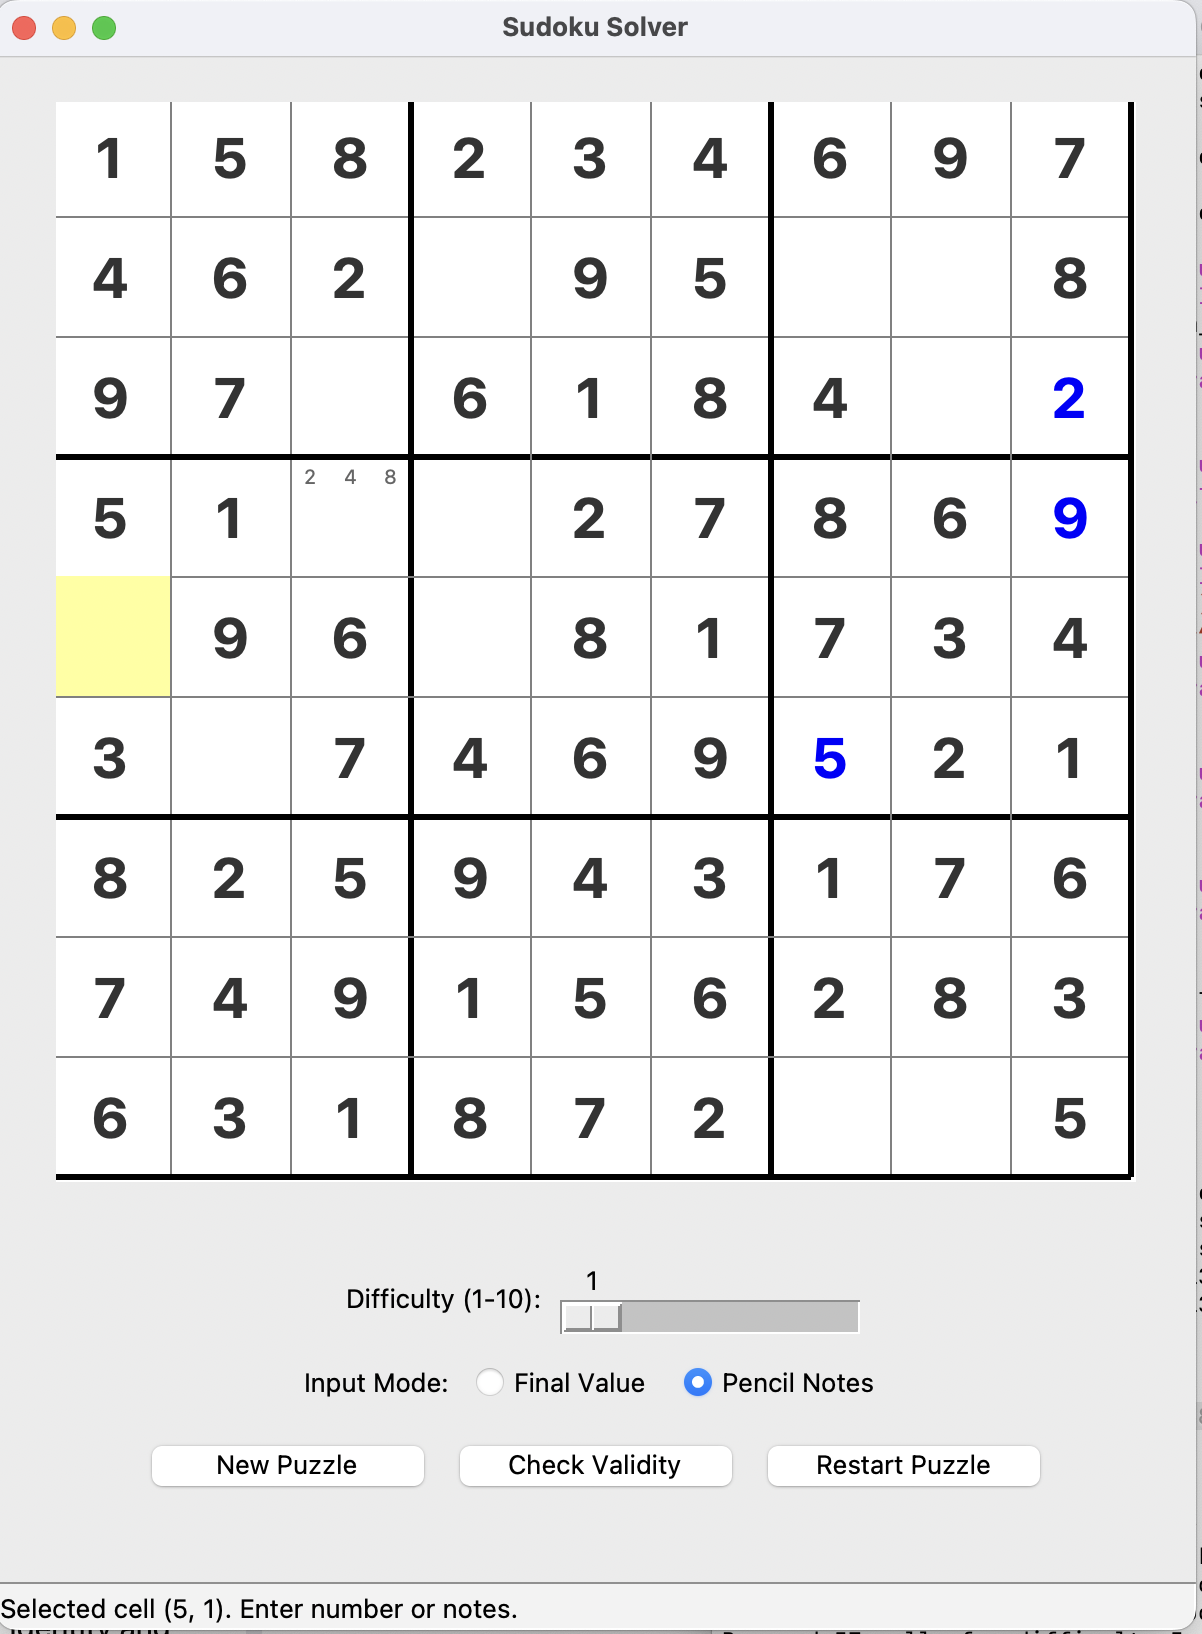 Sudoku Solver
1 5 8 2 3 4 6 9 7
4 6 2 9 5 8
9 7 6 1 8 4 2
2 4 8
5 1 2 7 8 6 9
9 6 8 1 7 3 4
3 7 4 6 9 5 2 1
8 2 5 9 4 3 1 7 6
7 4 9 1 5 6 2 8 3
6 3 1 8 7 2 5
1
Difficulty (1-10):
Input Mode: Final Value Pencil Notes
New Puzzle Check Validity Restart Puzzle
Selected cell (5, 1). Enter number or notes.